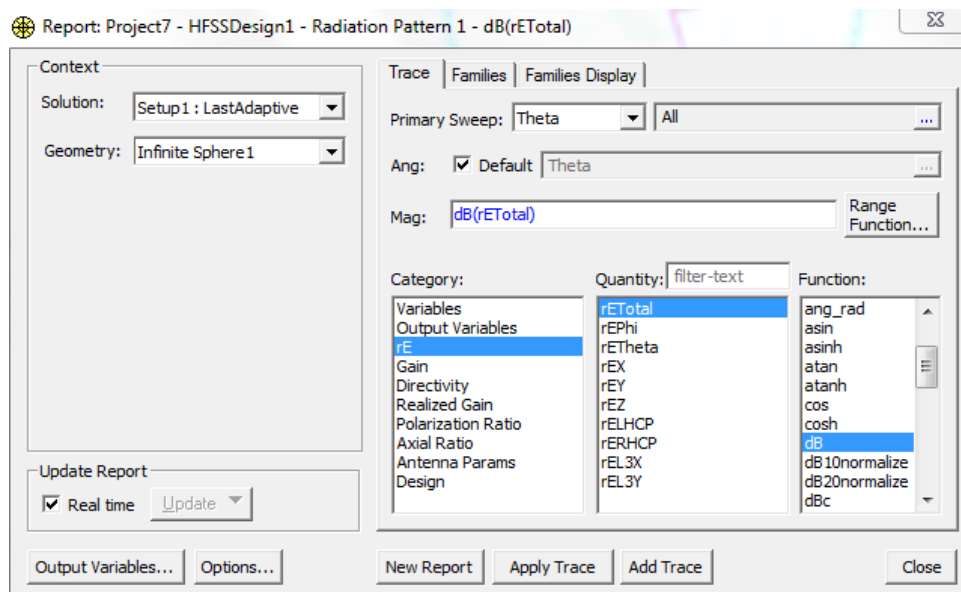 Report: Project7 - HFSSDesign1 - Radiation Pattern 1 - dB(rETotal)
Context
Solution: Setup1 : LastAdaptive
Geometry: Infinite Sphere1
Update Report
Real time Update
Output Variables... Options...
Trace Families Families Display
Primary Sweep: Theta All ...
Ang: Default Theta ...
Mag: dB(rETotal) Range
Function...
Category:
Variables
Output Variables
rE
Gain
Directivity
Realized Gain
Polarization Ratio
Axial Ratio
Antenna Params
Design
Quantity: filter-text
rETotal
rEPhi
rETheta
rEX
rEY
rEZ
rELHCP
rERHCP
rEL3X
rEL3Y
Function:
ang_rad
asin
asinh
atan
atanh
cos
cosh
dB
dB10normalize
dB20normalize
dBc
New Report Apply Trace Add Trace Close